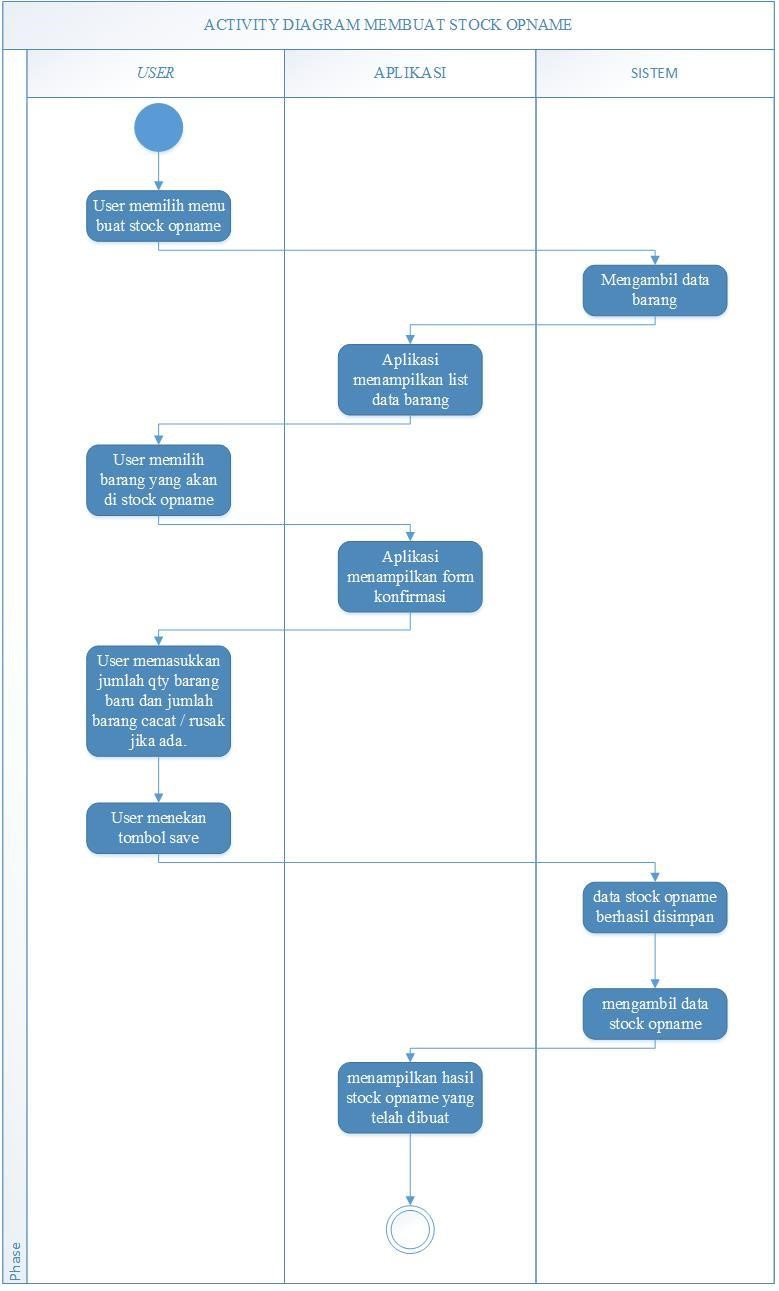 ACTIVITY DIAGRAM MEMBUAT STOCK OPNAME
USER
APLIKASI
SISTEM
User memilih menu
buat stock opname
Mengambil data
barang
Aplikasi
menampilkan list
data barang
User memilih
barang yang akan
di stock opname
Aplikasi
menampilkan form
konfirmasi
User memasukkan
jumlah qty barang
baru dan jumlah
barang cacat / rusak
jika ada.
User menekan
tombol save
data stock opname
berhasil disimpan
mengambil data
stock opname
menampilkan hasil
stock opname yang
telah dibuat
Phase